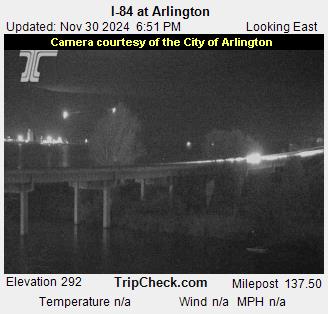 I-84 at Arlington
Updated: Nov 30 2024 6:51 PM Looking East
Camera courtesy of the City of Arlington
Elevation 292 TripCheck.com Milepost 137.50
Temperature n/a Wind n/a MPH n/a